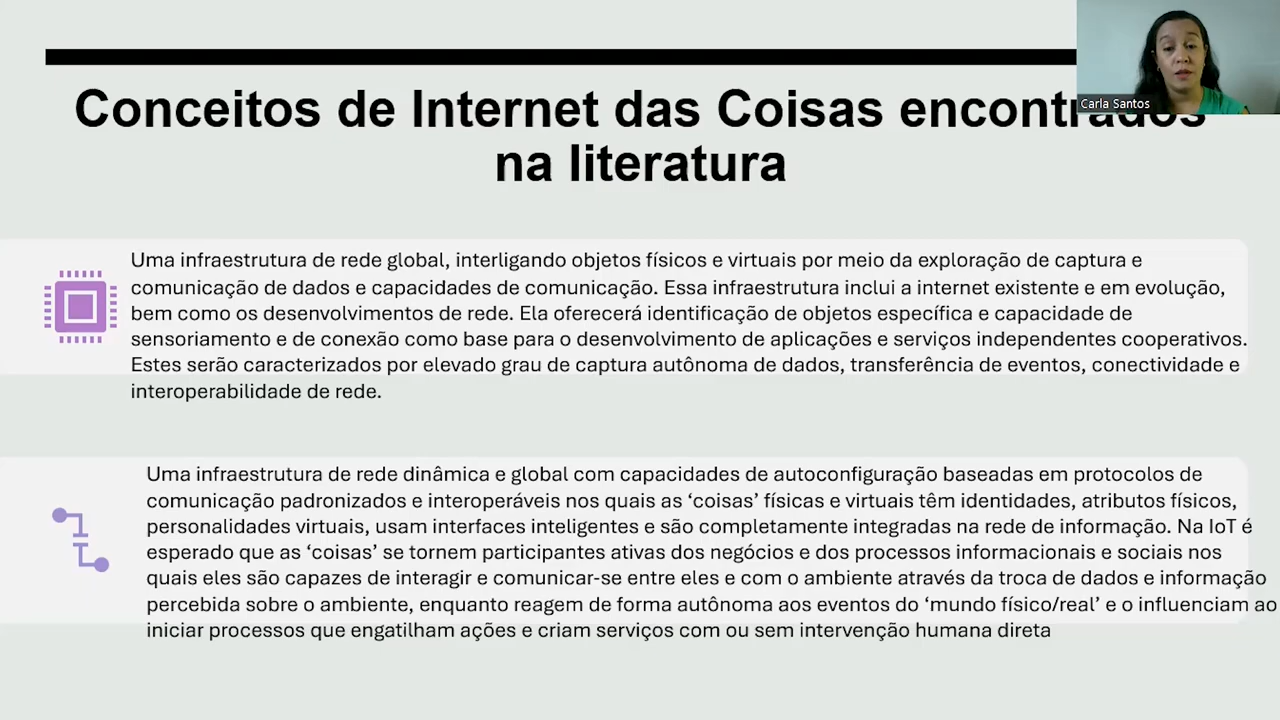 Conceitos de Internet das Coisas encontrados
na literatura
Carla Santos
Uma infraestrutura de rede global, interligando objetos físicos e virtuais por meio da exploração de captura e
comunicação de dados e capacidades de comunicação. Essa infraestrutura inclui a internet existente e em evolução,
bem como os desenvolvimentos de rede. Ela oferecerá identificação de objetos específica e capacidade de
sensoriamento e de conexão como base para o desenvolvimento de aplicações e serviços independentes cooperativos.
Estes serão caracterizados por elevado grau de captura autônoma de dados, transferência de eventos, conectividade e
interoperabilidade de rede.
Uma infraestrutura de rede dinâmica e global com capacidades de autoconfiguração baseadas em protocolos de
comunicação padronizados e interoperáveis nos quais as ‘coisas’ físicas e virtuais têm identidades, atributos físicos,
personalidades virtuais, usam interfaces inteligentes e são completamente integradas na rede de informação. Na IoT é
esperado que as ‘coisas’ se tornem participantes ativas dos negócios e dos processos informacionais e sociais nos
quais eles são capazes de interagir e comunicar-se entre eles e com o ambiente através da troca de dados e informação
percebida sobre o ambiente, enquanto reagem de forma autônoma aos eventos do ‘mundo físico/real’ e o influenciam ao
iniciar processos que engatilham ações e criam serviços com ou sem intervenção humana direta